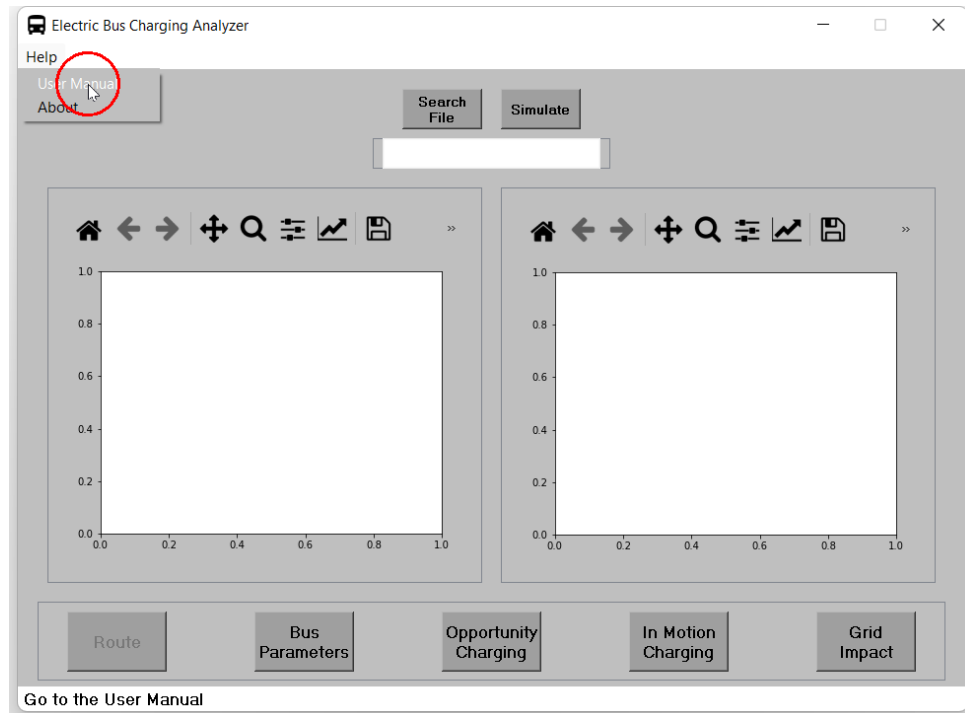 Electric Bus Charging Analyzer
Help
User Manual
About
Search
File
Simulate
»
»
1.0
0.8
0.6
0.4
0.2
0.0
0.0 0.2 0.4 0.6 0.8 1.0
1.0
0.8
0.6
0.4
0.2
0.0
0.0 0.2 0.4 0.6 0.8 1.0
Route
Bus
Parameters
Opportunity
Charging
In Motion
Charging
Grid
Impact
Go to the User Manual